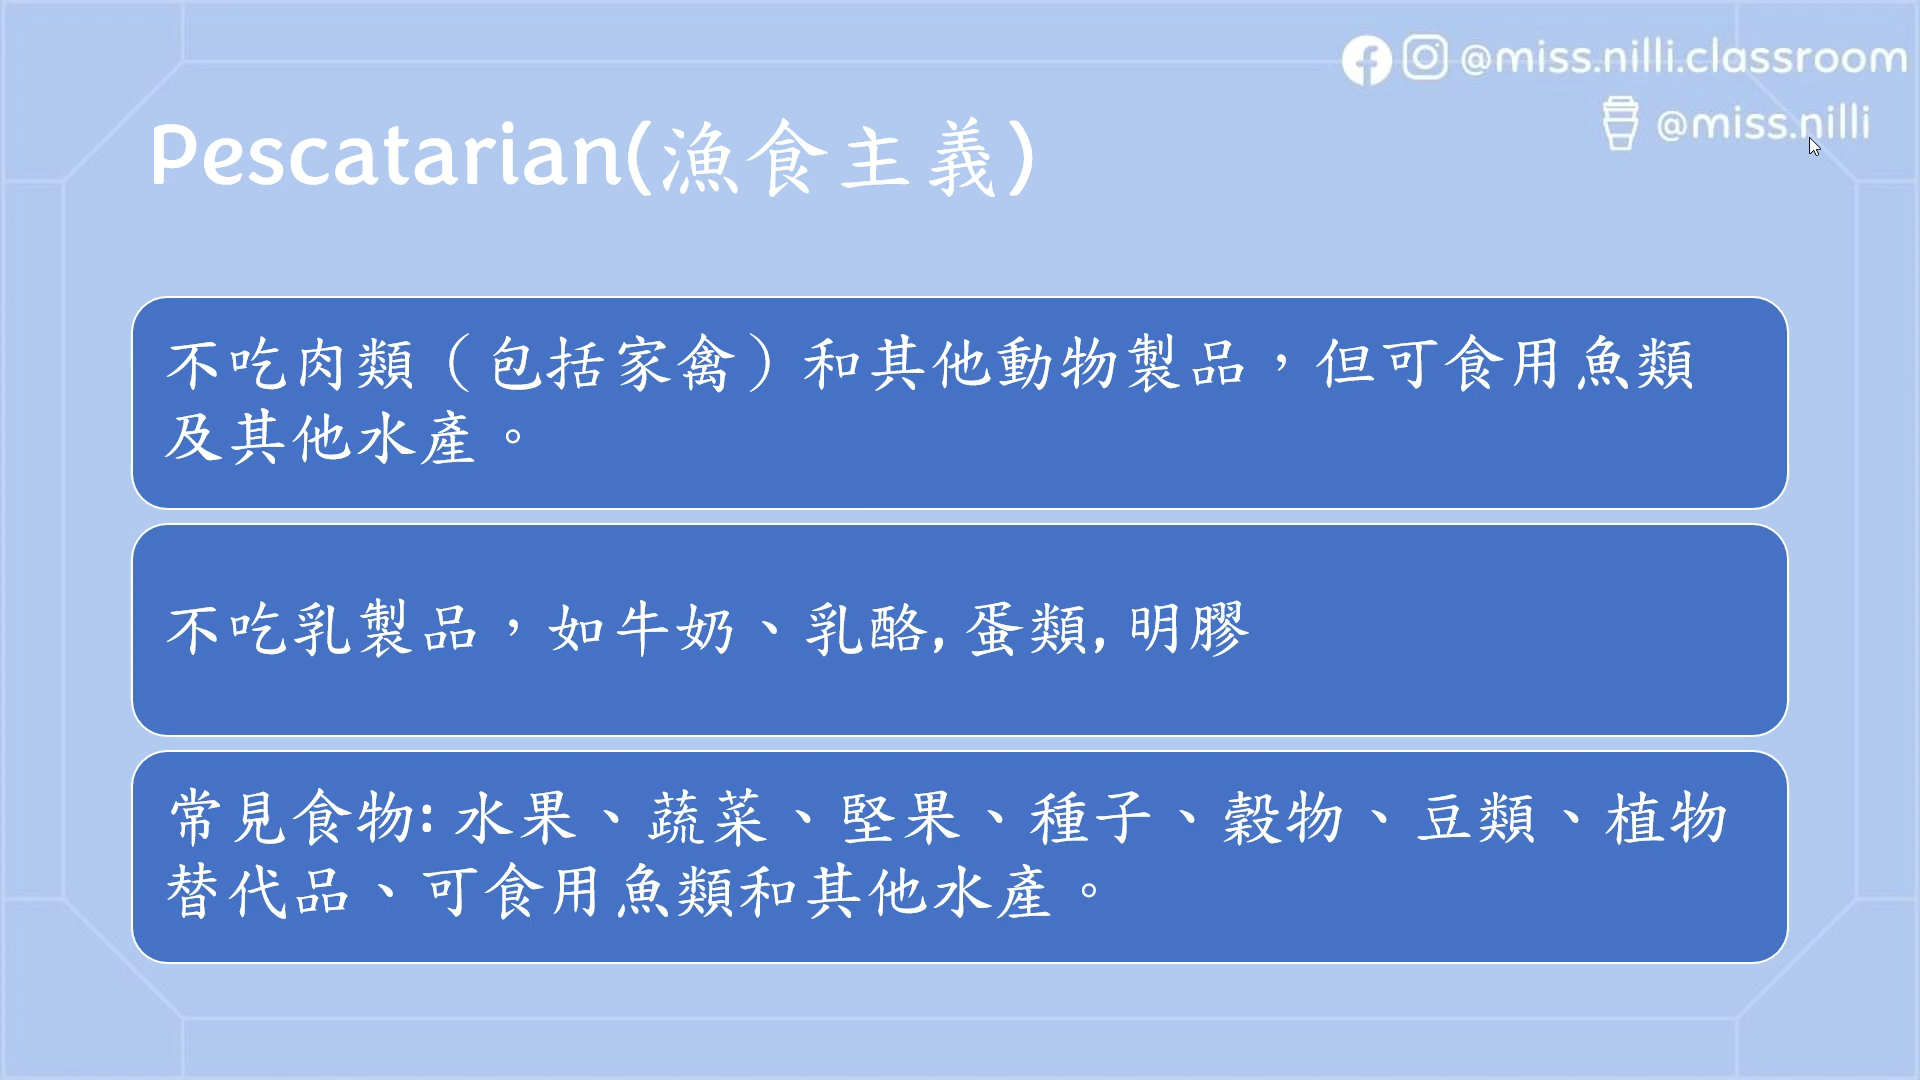 @miss.nilli.classroom
@miss.nilli
Pescatarian(漁食主義)
不吃肉類（包括家禽）和其他動物製品，但可食用魚類
及其他水產。
不吃乳製品，如牛奶、乳酪, 蛋類, 明膠
常見食物: 水果、蔬菜、堅果、種子、穀物、豆類、植物
替代品、可食用魚類和其他水產。